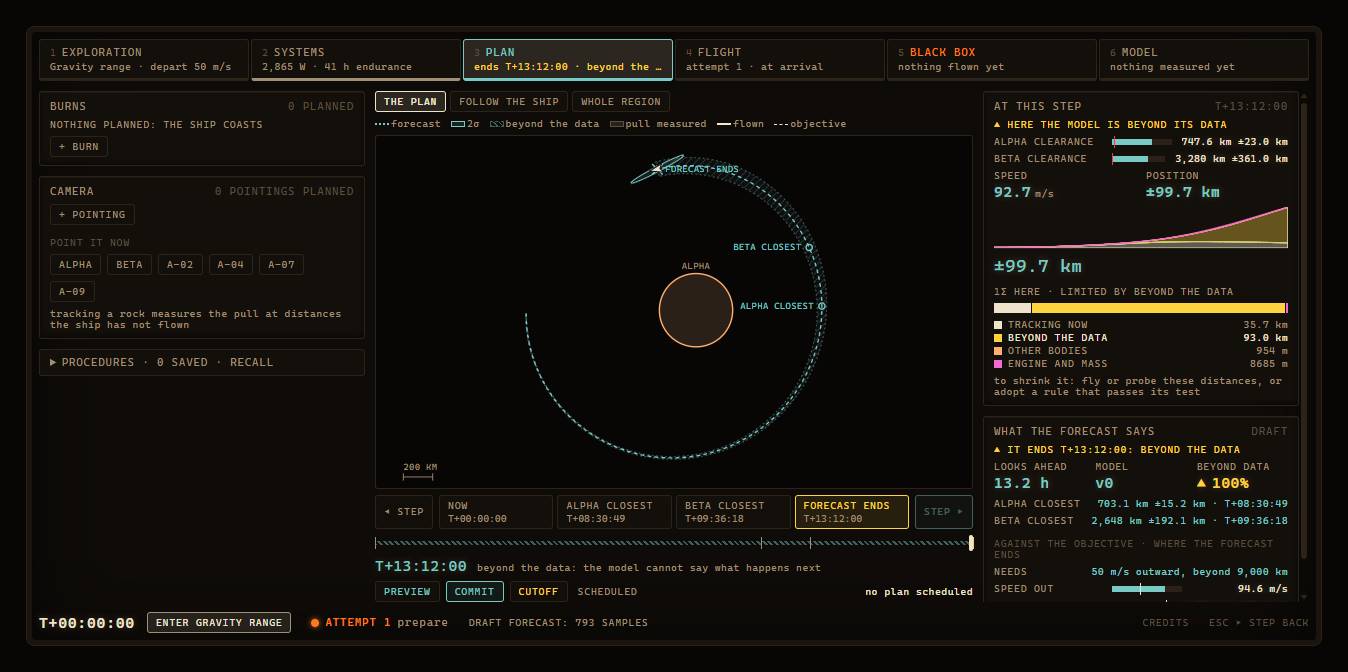 1 EXPLORATION
Gravity range · depart 50 m/s
2 SYSTEMS
2,865 W · 41 h endurance
3 PLAN
ends T+13:12:00 · beyond the …
4 FLIGHT
attempt 1 · at arrival
5 BLACK BOX
nothing flown yet
6 MODEL
nothing measured yet
BURNS 0 PLANNED
NOTHING PLANNED: THE SHIP COASTS
+ BURN
CAMERA 0 POINTINGS PLANNED
+ POINTING
POINT IT NOW
ALPHA BETA A-02 A-04 A-07
A-09
tracking a rock measures the pull at distances
the ship has not flown
▶ PROCEDURES · 0 SAVED · RECALL
THE PLAN FOLLOW THE SHIP WHOLE REGION
forecast 2σ beyond the data pull measured flown objective
FORECAST ENDS
BETA CLOSEST
ALPHA
ALPHA CLOSEST
200 KM
◂ STEP
NOW
T+00:00:00
ALPHA CLOSEST
T+08:30:49
BETA CLOSEST
T+09:36:18
FORECAST ENDS
T+13:12:00
STEP ▸
T+13:12:00 beyond the data: the model cannot say what happens next
PREVIEW COMMIT CUTOFF SCHEDULED no plan scheduled
AT THIS STEP T+13:12:00
▲ HERE THE MODEL IS BEYOND ITS DATA
ALPHA CLEARANCE 747.6 km ±23.0 km
BETA CLEARANCE 3,280 km ±361.0 km
SPEED POSITION
92.7 m/s ±99.7 km
±99.7 km
1Σ HERE · LIMITED BY BEYOND THE DATA
TRACKING NOW 35.7 km
BEYOND THE DATA 93.0 km
OTHER BODIES 954 m
ENGINE AND MASS 8685 m
to shrink it: fly or probe these distances, or
adopt a rule that passes its test
WHAT THE FORECAST SAYS DRAFT
▲ IT ENDS T+13:12:00: BEYOND THE DATA
LOOKS AHEAD MODEL BEYOND DATA
13.2 h v0 ▲ 100%
ALPHA CLOSEST 703.1 km ±15.2 km · T+08:30:49
BETA CLOSEST 2,648 km ±192.1 km · T+09:36:18
AGAINST THE OBJECTIVE · WHERE THE FORECAST
ENDS
NEEDS 50 m/s outward, beyond 9,000 km
SPEED OUT 94.6 m/s
T+00:00:00 ENTER GRAVITY RANGE ATTEMPT 1 prepare DRAFT FORECAST: 793 SAMPLES CREDITS ESC ▸ STEP BACK